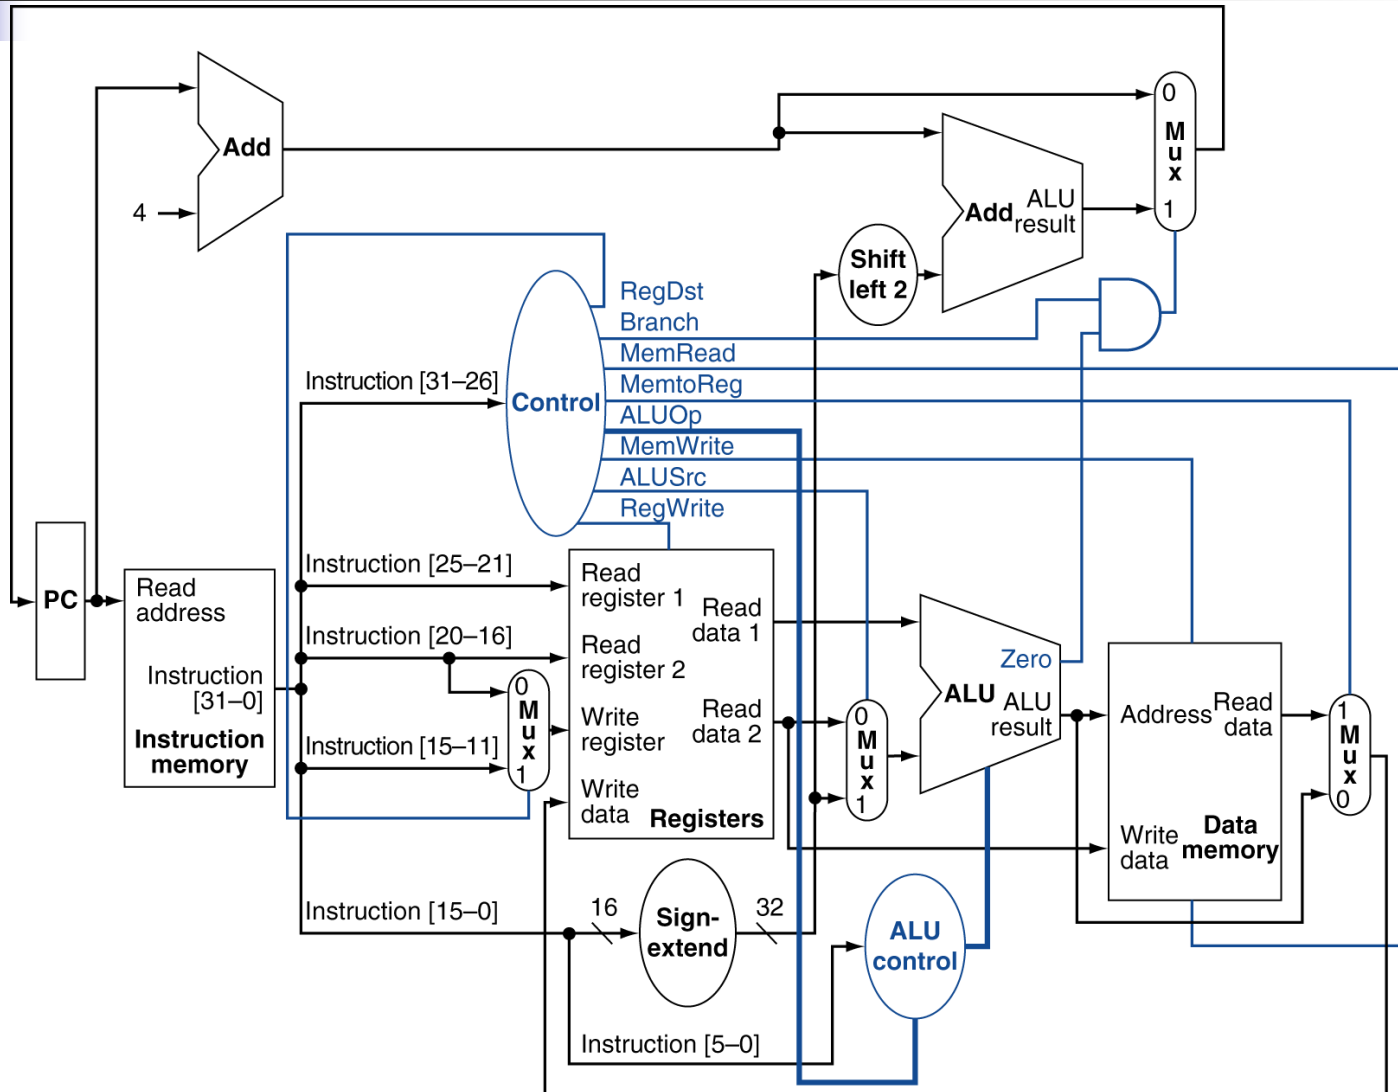 0
M
u
x
1
Add
4
Add
ALU
result
Shift
left 2
RegDst
Branch
MemRead
MemtoReg
ALUOp
MemWrite
ALUSrc
RegWrite
Instruction [31–26]
Control
PC
Read
address
Instruction
[31–0]
Instruction
memory
Instruction [25–21]
Instruction [20–16]
Instruction [15–11]
0
M
u
x
1
Read
register 1
Read
register 2
Write
register
Write
data
Read
data 1
Read
data 2
Registers
0
M
u
x
1
Zero
ALU
ALU
result
Address
Read
data
Write
data
Data
memory
1
M
u
x
0
Instruction [15–0]
16
Sign-
extend
32
ALU
control
Instruction [5–0]